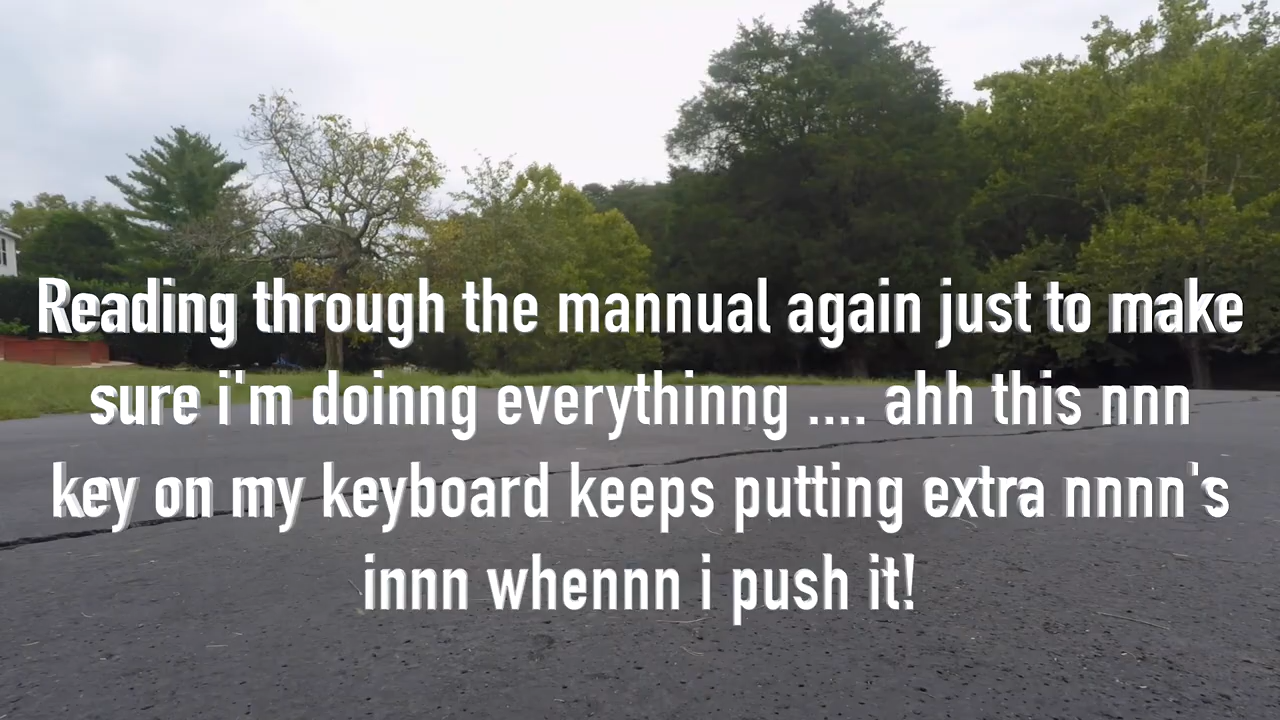 Reading through the mannual again just to make
sure i'm doinng everythinng .... ahh this nnn
key on my keyboard keeps putting extra nnnn's
innn whennn i push it!